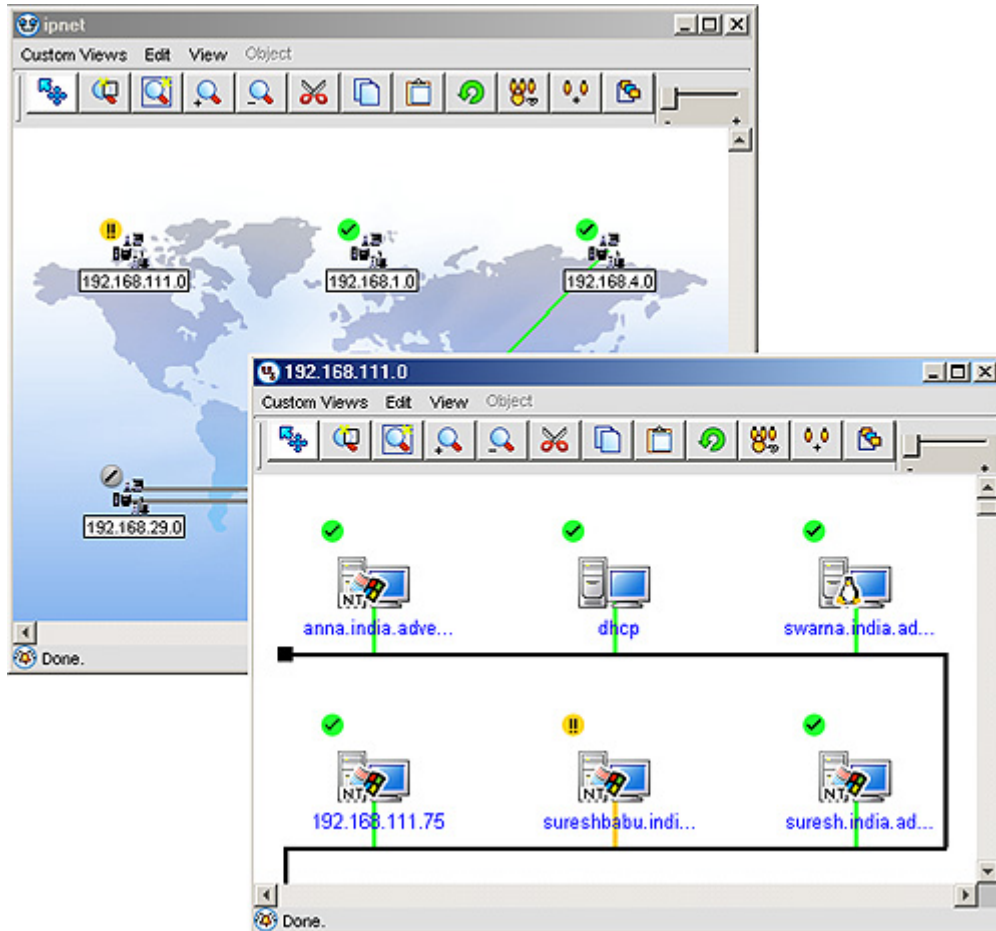 ipnet
Custom Views Edit View Object
- +
192.168.111.0 192.168.1.0 192.168.4.0
192.168.29.0
Done.
192.168.111.0
Custom Views Edit View Object
- +
NT
anna.india.adve... dhcp swarna.india.ad...
NT NT NT
192.168.111.75 sureshbabu.indi... suresh.india.ad...
Done.